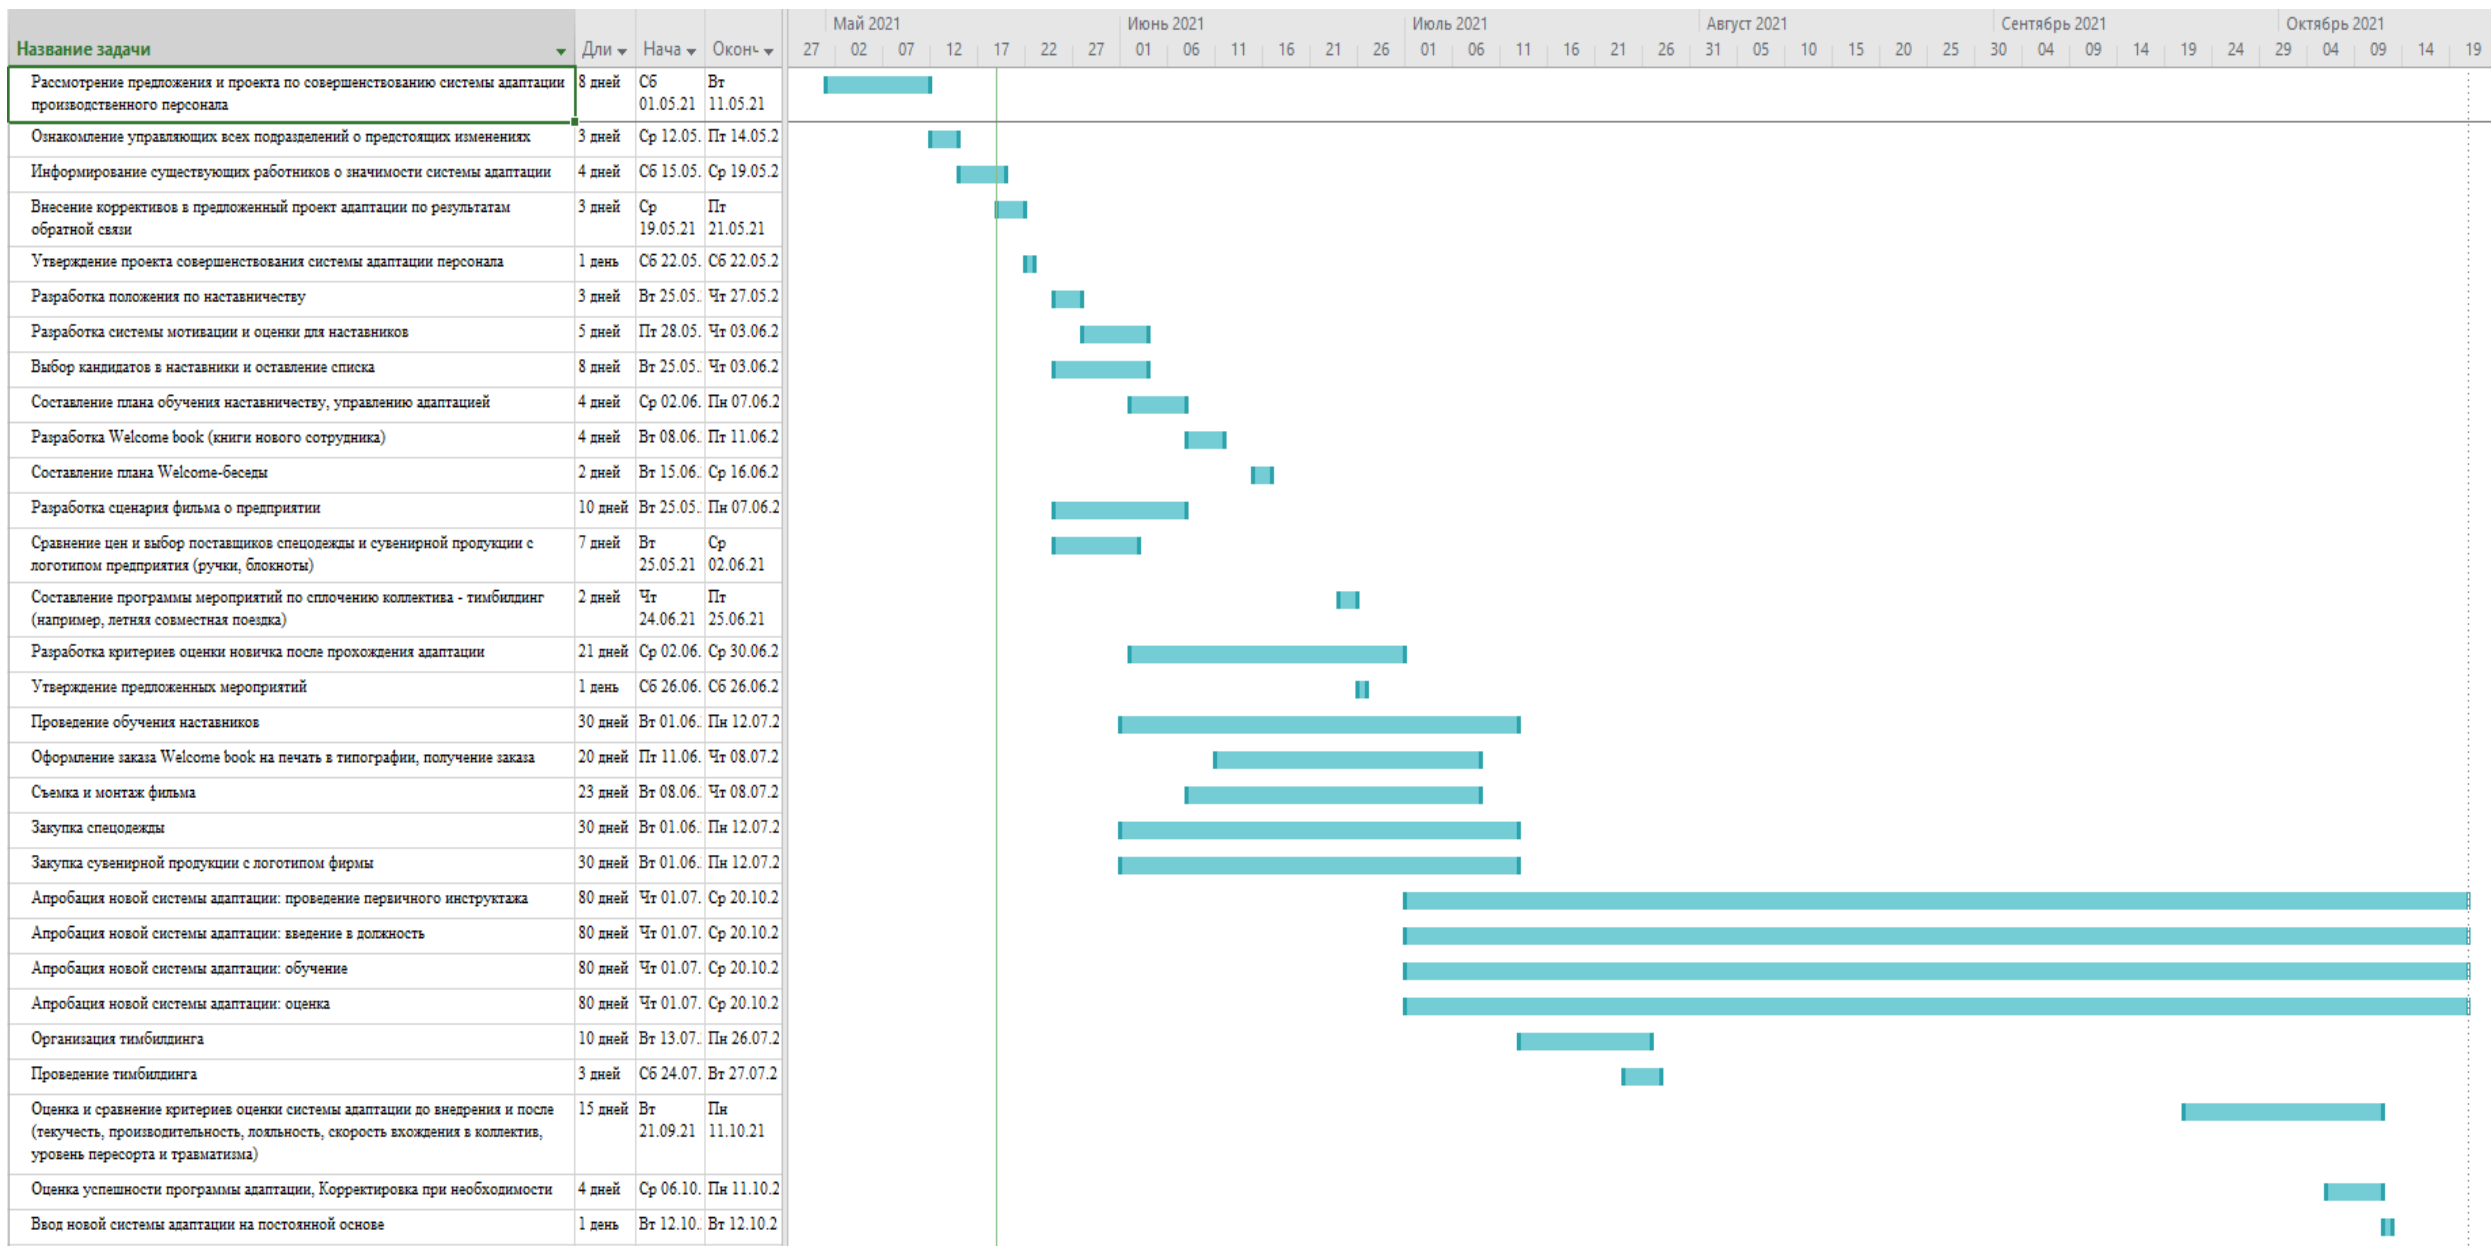 Май 2021 Июнь 2021 Июль 2021 Август 2021 Сентябрь 2021 Октябрь 2021
Название задачи Дли Нача Оконч 27 02 07 12 17 22 27 01 06 11 16 21 26 01 06 11 16 21 26 31 05 10 15 20 25 30 04 09 14 19 24 29 04 09 14 19
Рассмотрение предложения и проекта по совершенствованию системы адаптации 8 дней Сб Вт
производственного персонала 01.05.21 11.05.21
Ознакомление управляющих всех подразделений о предстоящих изменениях 3 дней Ср 12.05. Пт 14.05.2
Информирование существующих работников о значимости системы адаптации 4 дней Сб 15.05. Ср 19.05.2
Внесение коррективов в предложенный проект адаптации по результатам 3 дней Ср Пт
обратной связи 19.05.21 21.05.21
Утверждение проекта совершенствования системы адаптации персонала 1 день Сб 22.05. Сб 22.05.2
Разработка положения по наставничеству 3 дней Вт 25.05. Чт 27.05.2
Разработка системы мотивации и оценки для наставников 5 дней Пт 28.05. Чт 03.06.2
Выбор кандидатов в наставники и оставление списка 8 дней Вт 25.05. Чт 03.06.2
Составление плана обучения наставничеству, управлению адаптацией 4 дней Ср 02.06. Пн 07.06.2
Разработка Welcome book (книги нового сотрудника) 4 дней Вт 08.06. Пт 11.06.2
Составление плана Welcome-беседы 2 дней Вт 15.06. Ср 16.06.2
Разработка сценария фильма о предприятии 10 дней Вт 25.05. Пн 07.06.2
Сравнение цен и выбор поставщиков спецодежды и сувенирной продукции с 7 дней Вт Ср
логотипом предприятия (ручки, блокноты) 25.05.21 02.06.21
Составление программы мероприятий по сплочению коллектива - тимбилдинг 2 дней Чт Пт
(например, летняя совместная поездка) 24.06.21 25.06.21
Разработка критериев оценки новичка после прохождения адаптации 21 дней Ср 02.06. Ср 30.06.2
Утверждение предложенных мероприятий 1 день Сб 26.06. Сб 26.06.2
Проведение обучения наставников 30 дней Вт 01.06. Пн 12.07.2
Оформление заказа Welcome book на печать в типографии, получение заказа 20 дней Пт 11.06. Чт 08.07.2
Съемка и монтаж фильма 23 дней Вт 08.06. Чт 08.07.2
Закупка спецодежды 30 дней Вт 01.06. Пн 12.07.2
Закупка сувенирной продукции с логотипом фирмы 30 дней Вт 01.06. Пн 12.07.2
Апробация новой системы адаптации: проведение первичного инструктажа 80 дней Чт 01.07. Ср 20.10.2
Апробация новой системы адаптации: введение в должность 80 дней Чт 01.07. Ср 20.10.2
Апробация новой системы адаптации: обучение 80 дней Чт 01.07. Ср 20.10.2
Апробация новой системы адаптации: оценка 80 дней Чт 01.07. Ср 20.10.2
Организация тимбилдинга 10 дней Вт 13.07. Пн 26.07.2
Проведение тимбилдинга 3 дней Сб 24.07. Вт 27.07.2
Оценка и сравнение критериев оценки системы адаптации до внедрения и после 15 дней Вт Пн
(текучесть, производительность, лояльность, скорость вхождения в коллектив, 21.09.21 11.10.21
уровень пересорта и травматизма)
Оценка успешности программы адаптации, Корректировка при необходимости 4 дней Ср 06.10. Пн 11.10.2
Ввод новой системы адаптации на постоянной основе 1 день Вт 12.10. Вт 12.10.2